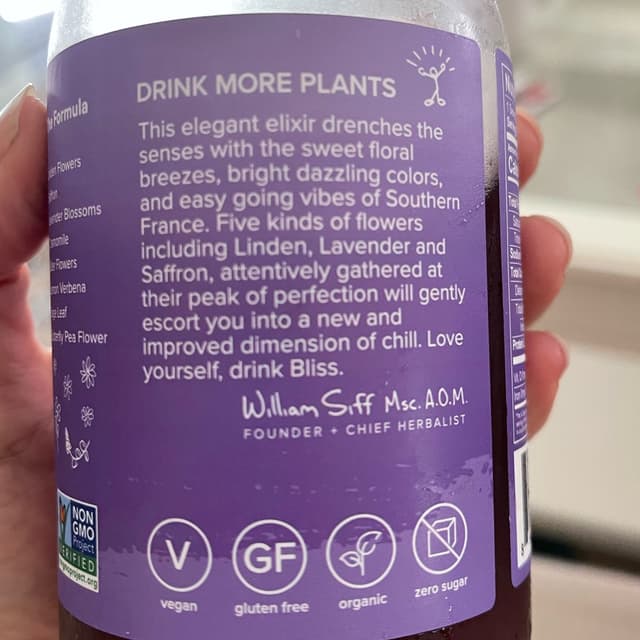 DRINK MORE PLANTS
This elegant elixir drenches the
senses with the sweet floral
breezes, bright dazzling colors,
and easy going vibes of Southern
France. Five kinds of flowers
including Linden, Lavender and
Saffron, attentively gathered at
their peak of perfection will gently
escort you into a new and
improved dimension of chill. Love
yourself, drink Bliss.
William Siff Msc. A.O.M.
FOUNDER + CHIEF HERBALIST
Formula
Flowers
Blossoms
Flowers
Verbena
Leaf
Pea Flower
NON
GMO
Project
VERIFIED
V
GF
vegan
gluten free
organic
zero sugar